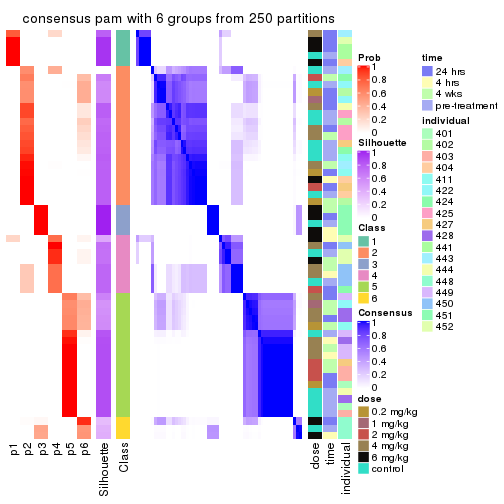 consensus pam with 6 groups from 250 partitions
p1
p2
p3
p4
p5
p6
Silhouette
Class
dose
time
individual
Prob
1
0.8
0.6
0.4
0.2
0
Silhouette
1
0.8
0.6
0.4
0.2
0
Class
1
2
3
4
5
6
Consensus
1
0.8
0.6
0.4
0.2
0
dose
0.2 mg/kg
1 mg/kg
2 mg/kg
4 mg/kg
6 mg/kg
control
time
24 hrs
4 hrs
4 wks
pre-treatment
individual
401
402
403
404
411
422
424
425
427
428
441
443
444
448
449
450
451
452